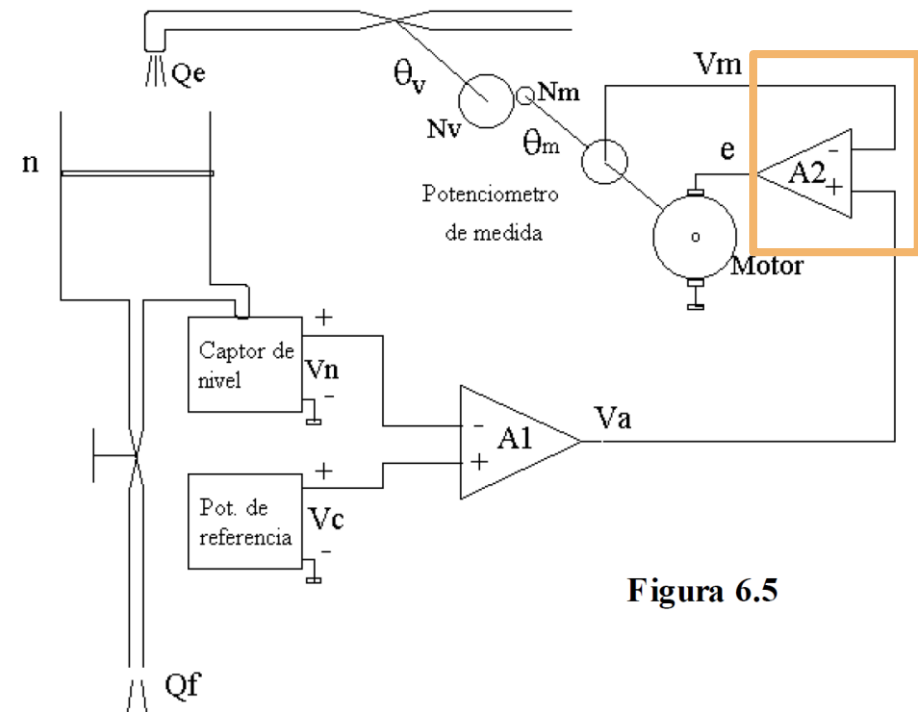 Qe
θv
Nv
Nm
θm
Vm
e
A2
-
+
n
Potenciometro
de medida
Motor
Captor de
nivel
+
Vn
-
A1
-
+
Va
Pot. de
referencia
+
Vc
-
Figura 6.5
Qf